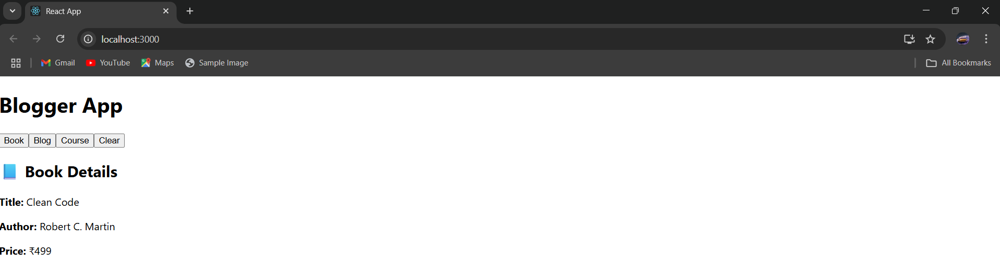 React App
localhost:3000
Gmail YouTube Maps Sample Image All Bookmarks
Blogger App
Book Blog Course Clear
📘 Book Details
Title: Clean Code
Author: Robert C. Martin
Price: ₹499